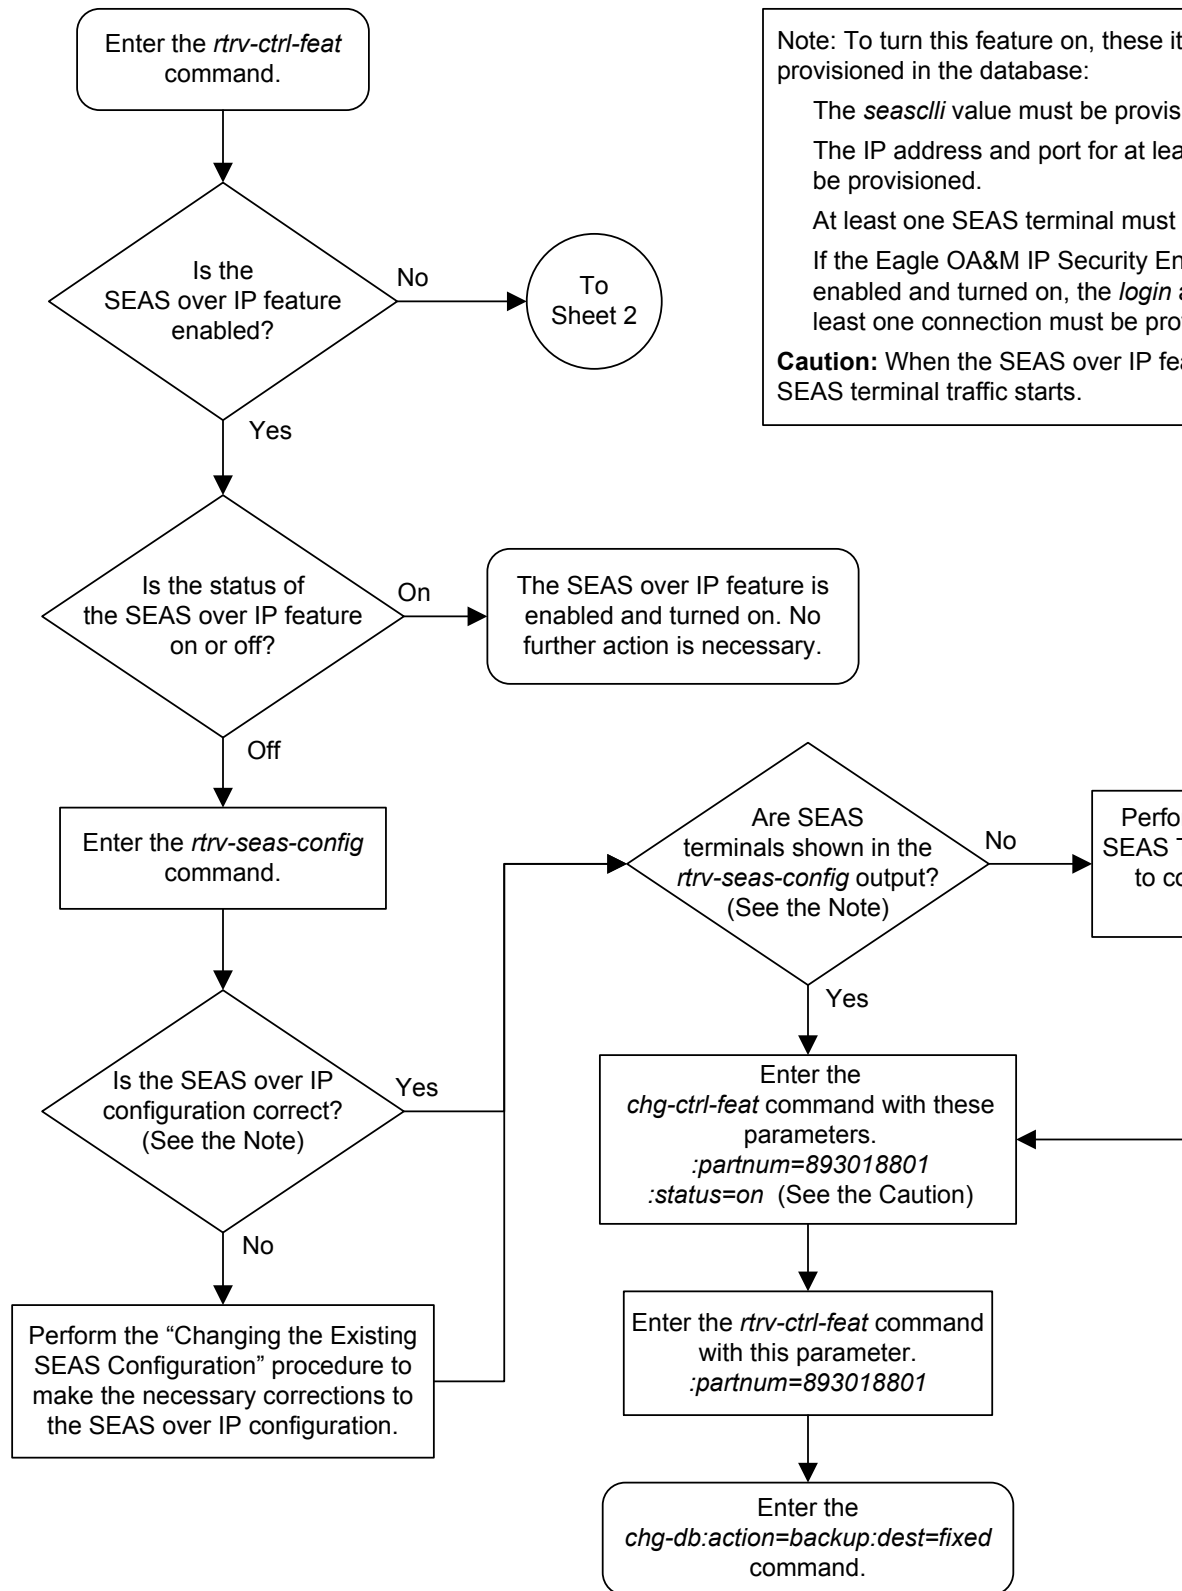 Enter the rtrv-ctrl-feat
command.
Note: To turn this feature on, these
provisioned in the database:
The seasclli value must be
The IP address and port for at
be provisioned.
At least one SEAS terminal must
If the Eagle OA&M IP Security
enabled and turned on, the login
least one connection must be
Caution: When the SEAS over IP
SEAS terminal traffic starts.
Is the
SEAS over IP feature
enabled?
No
To
Sheet 2
Yes
Is the status of
the SEAS over IP feature
on or off?
On
The SEAS over IP feature is
enabled and turned on. No
further action is necessary.
Off
Enter the rtrv-seas-config
command.
Are SEAS
terminals shown in the
rtrv-seas-config output?
(See the Note)
No
SEAS
to
Yes
Is the SEAS over IP
configuration correct?
(See the Note)
Yes
No
Enter the
chg-ctrl-feat command with these
parameters.
:partnum=893018801
:status=on (See the Caution)
Perform the “Changing the Existing
SEAS Configuration” procedure to
make the necessary corrections to
the SEAS over IP configuration.
Enter the rtrv-ctrl-feat command
with this parameter.
:partnum=893018801
Enter the
chg-db:action=backup:dest=fixed
command.